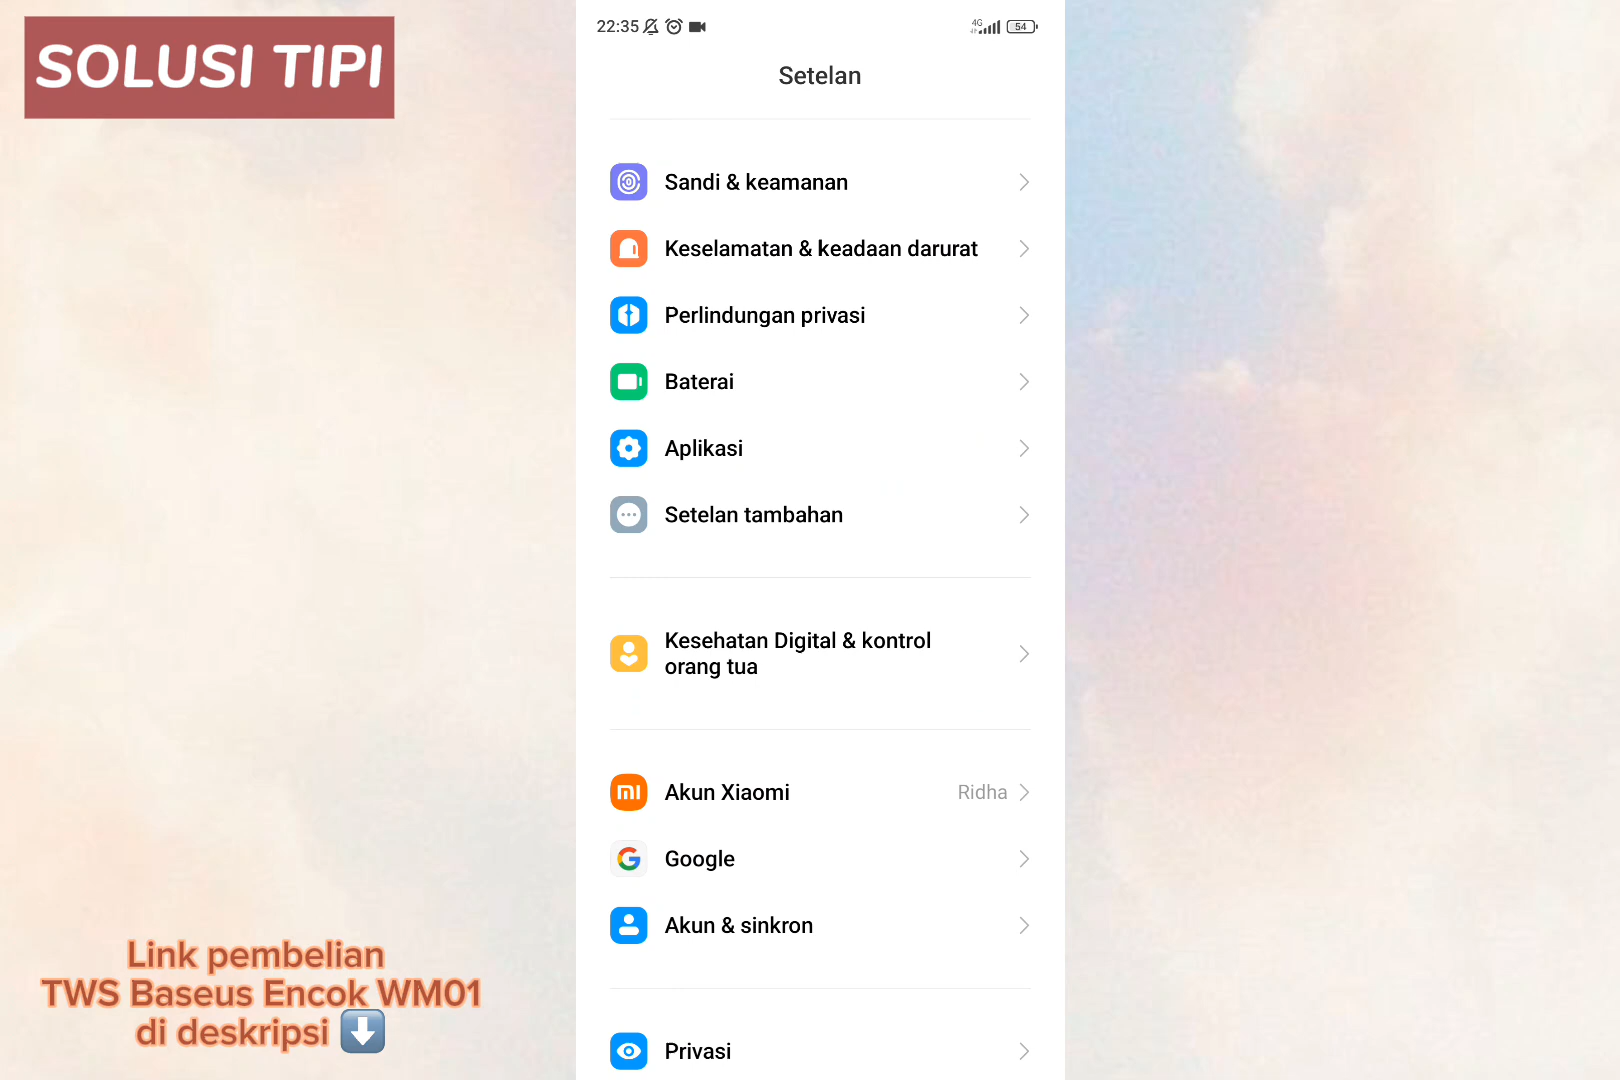 SOLUSI TIPI
22:35
4G
54
Setelan
Sandi & keamanan
Keselamatan & keadaan darurat
Perlindungan privasi
Baterai
Aplikasi
Setelan tambahan
Kesehatan Digital & kontrol
orang tua
Akun Xiaomi
Ridha
Google
Akun & sinkron
Privasi
Link pembelian
TWS Baseus Encok WM01
di deskripsi